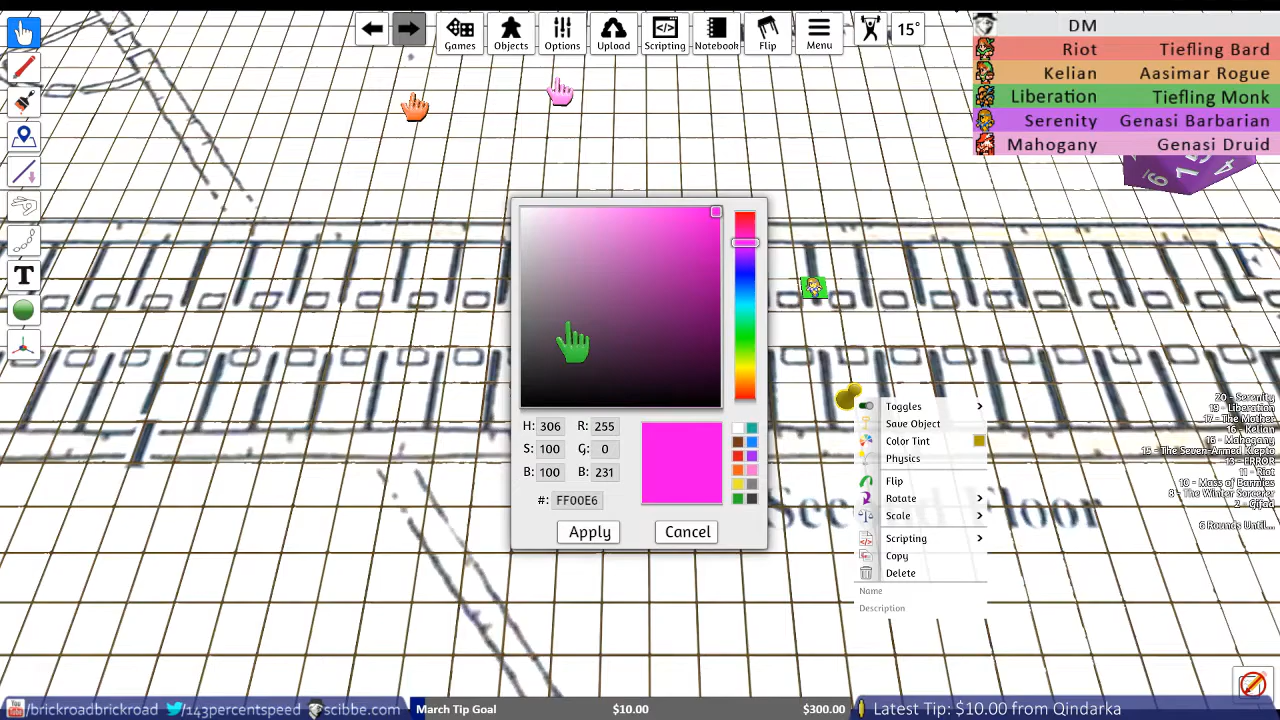 Games
Objects
Options
Upload
Scripting
Notebook
Flip
Menu
15°
DM
Riot Tiefling Bard
Kelian Aasimar Rogue
Liberation Tiefling Monk
Serenity Genasi Barbarian
Mahogany Genasi Druid
T
H: 306 R: 255
S: 100 G: 0
B: 100 B: 231
#: FF00E6
Apply Cancel
Toggles
Save Object
Color Tint
Physics
Flip
Rotate
Scale
Scripting
Copy
Delete
Name
Description
Second Floor
20 - Serenity
19 - Liberation
17 - The Mother
16 - Kelian
16 - Mahogany
15 - The Seven-Armed Klepto
13 - ERROR
11 - Riot
10 - Mass of Bermies
8 - The Winter Sorcerer
6 Rounds Until...
/brickroadbrickroad /143percentspeed scibbe.com March Tip Goal $10.00 $300.00 Latest Tip: $10.00 from Qindarka